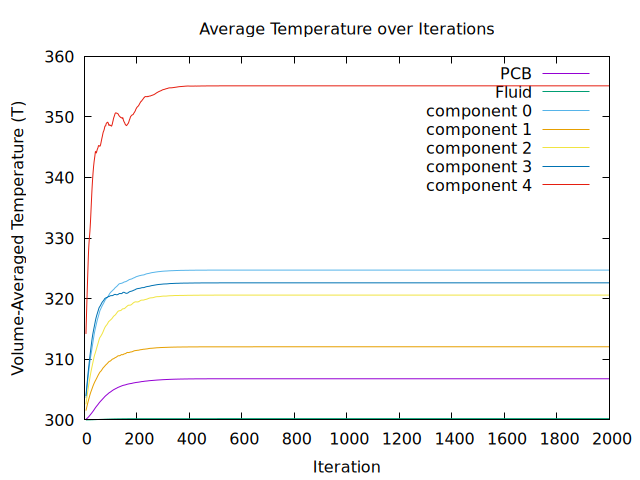 Average Temperature over Iterations
Volume-Averaged Temperature (T)
360
350
340
330
320
310
300
PCB
Fluid
component 0
component 1
component 2
component 3
component 4
0 200 400 600 800 1000 1200 1400 1600 1800 2000
Iteration